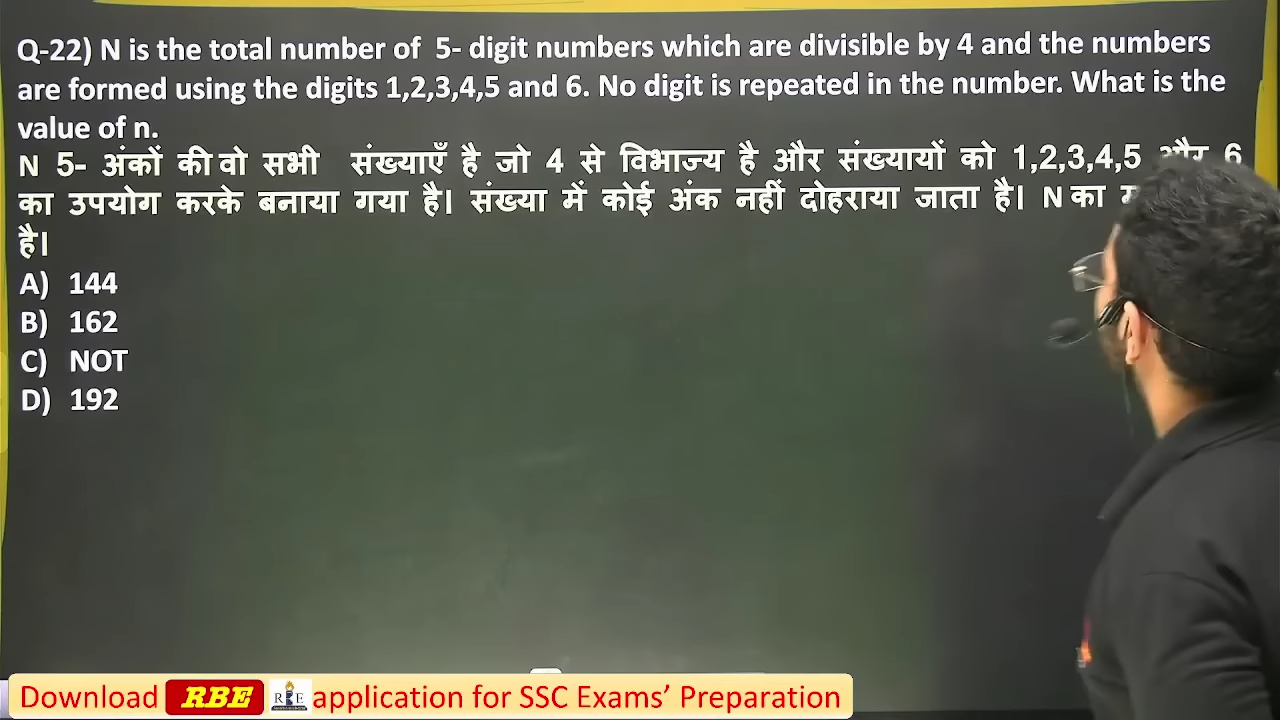 Q-22) N is the total number of 5- digit numbers which are divisible by 4 and the numbers
are formed using the digits 1,2,3,4,5 and 6. No digit is repeated in the number. What is the
value of n.
N 5- अंकों की वो सभी संख्याएँ है जो 4 से विभाज्य है और संख्यायों को 1,2,3,4,5 और 6
का उपयोग करके बनाया गया है। संख्या में कोई अंक नहीं दोहराया जाता है। N का
है।
A) 144
B) 162
C) NOT
D) 192
Download RBE RBE application for SSC Exams’ Preparation